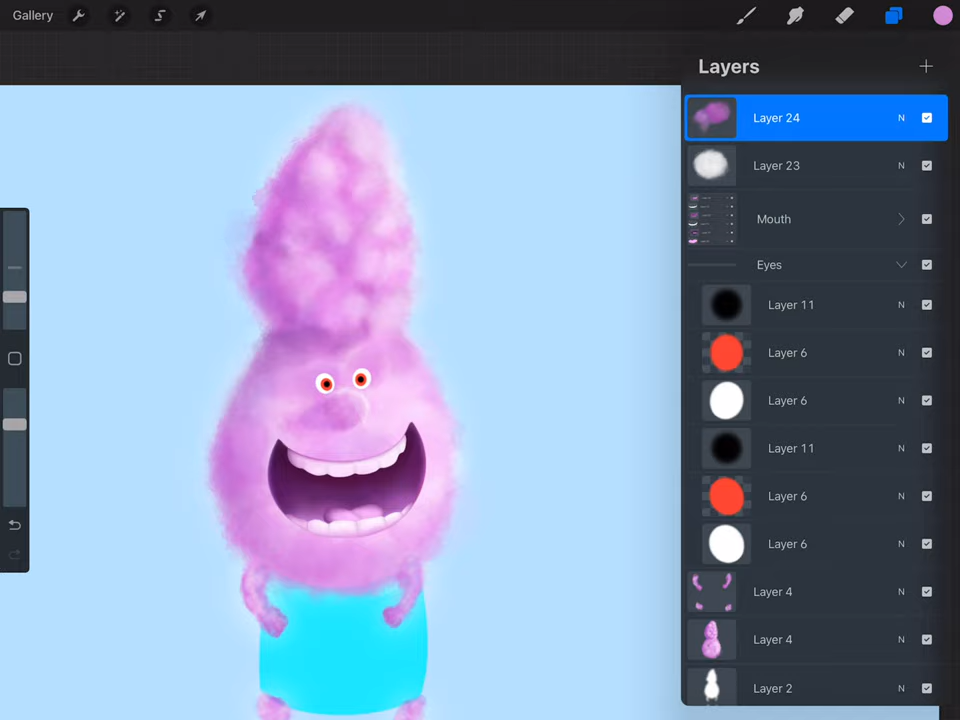 Gallery
Layers
Layer 24 N
Layer 23 N
Mouth
Eyes
Layer 11 N
Layer 6 N
Layer 6 N
Layer 11 N
Layer 6 N
Layer 6 N
Layer 4 N
Layer 4 N
Layer 2 N